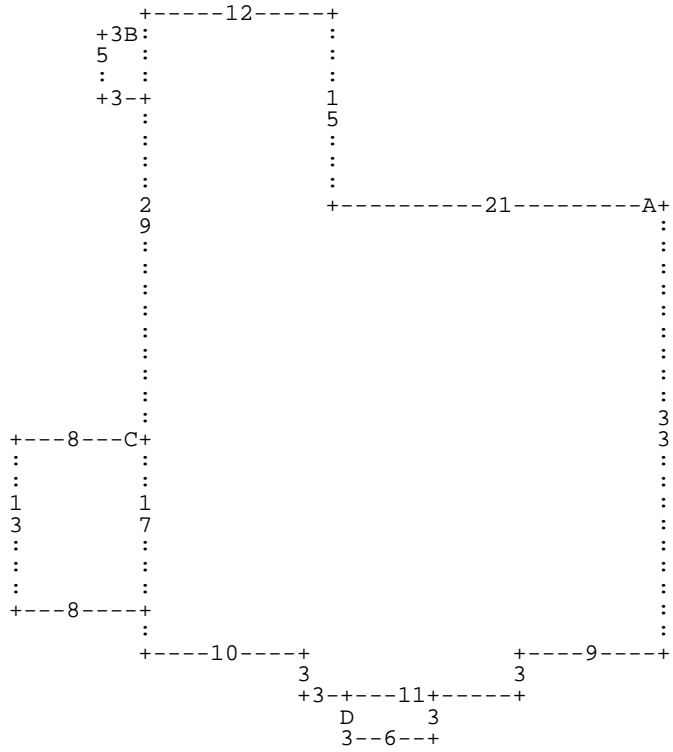 +-----12------+
+3B: :
5 : :
: : :
+3-+ 1
: 5
: :
: :
: :
2 +----------21---------A+
9 :
: :
: :
: :
: :
: :
: :
: :
: :
: 3
+---8---C+ 3
: : :
: : :
1 1 :
3 7 :
: : :
: : :
: : :
+---8----+ :
: :
+----10----+ +----9----+
3 3
+3-+---11+-----+
D 3
3--6--+